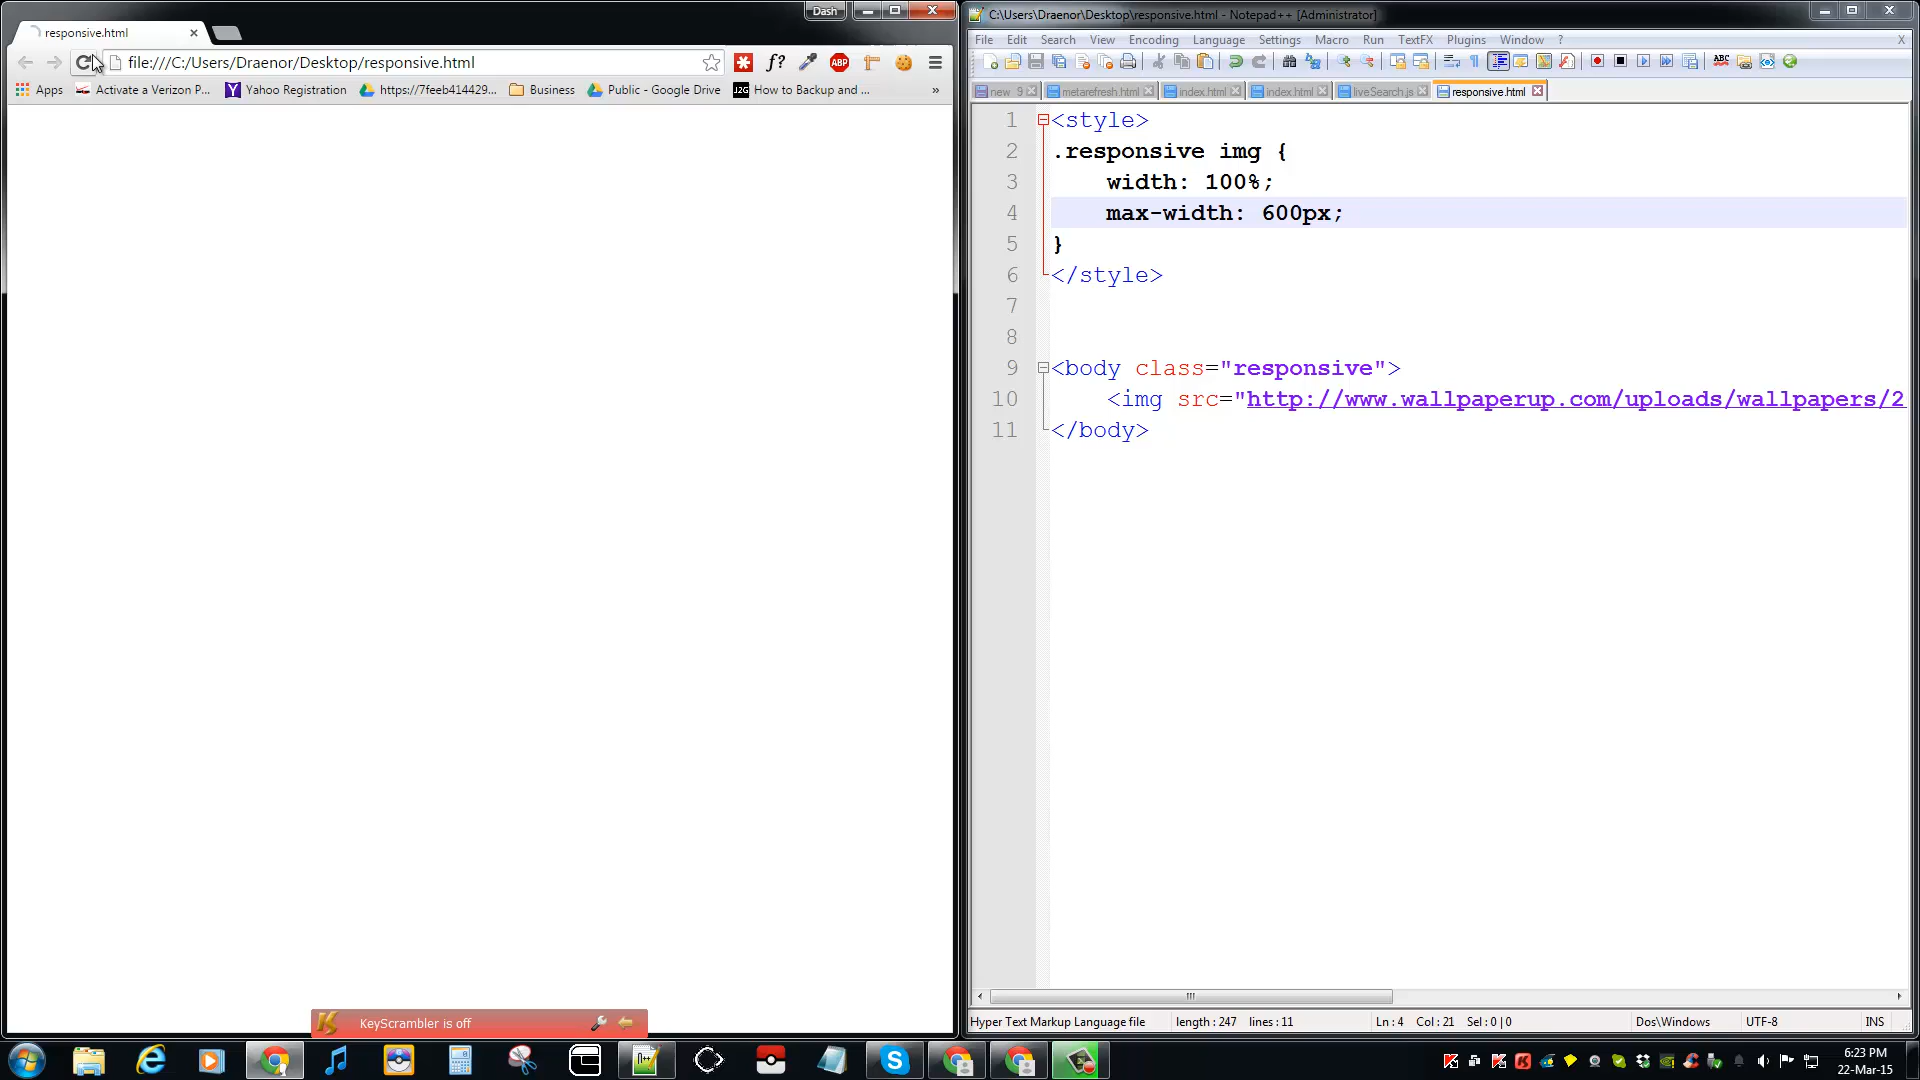 Dash
responsive.html
file:///C:/Users/Draenor/Desktop/responsive.html
ABP
f?
Apps
Activate a Verizon P...
Yahoo Registration
https://7feeb414429...
Business
Public - Google Drive
J2G
How to Backup and ...
»
KeyScrambler is off
C:\Users\Draenor\Desktop\responsive.html - Notepad++ [Administrator]
File Edit Search View Encoding Language Settings Macro Run TextFX Plugins Window ? X
ABC
new 9
metarefresh.html
index.html
index.html
liveSearch.js
responsive.html
1 <style>
2 .responsive img {
3 width: 100%;
4 max-width: 600px;
5 }
6 </style>
7
8
9 <body class="responsive">
10 <img src="http://www.wallpaperup.com/uploads/wallpapers/2
11 </body>
Hyper Text Markup Language file length : 247 lines : 11 Ln : 4 Col : 21 Sel : 0 | 0 Dos\Windows UTF-8 INS
6:23 PM
22-Mar-15